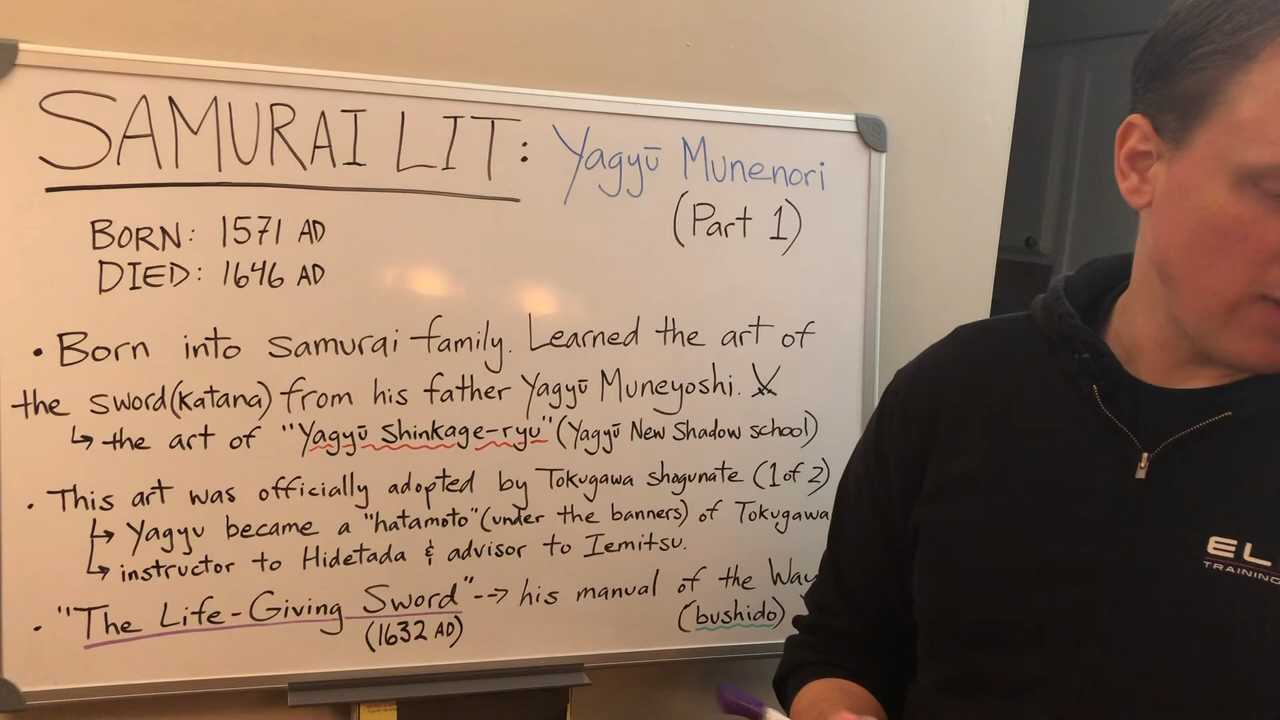 SAMURAI LIT: Yagyū Munenori
(Part 1)
BORN: 1571 AD
DIED: 1646 AD
• Born into samurai family. Learned the art of
the sword(katana) from his father Yagyū Muneyoshi.
↳ the art of "Yagyū Shinkage-ryu" (Yagyū New Shadow school)
• This art was officially adopted by Tokugawa shogunate (1 of 2)
↳ Yagyu became a "hatamoto" (under the banners) of Tokugawa
↳ instructor to Hidetada & advisor to Iemitsu.
• "The Life-Giving Sword" --> his manual of the Way
(1632 AD) (bushido)
EL
TRAINING